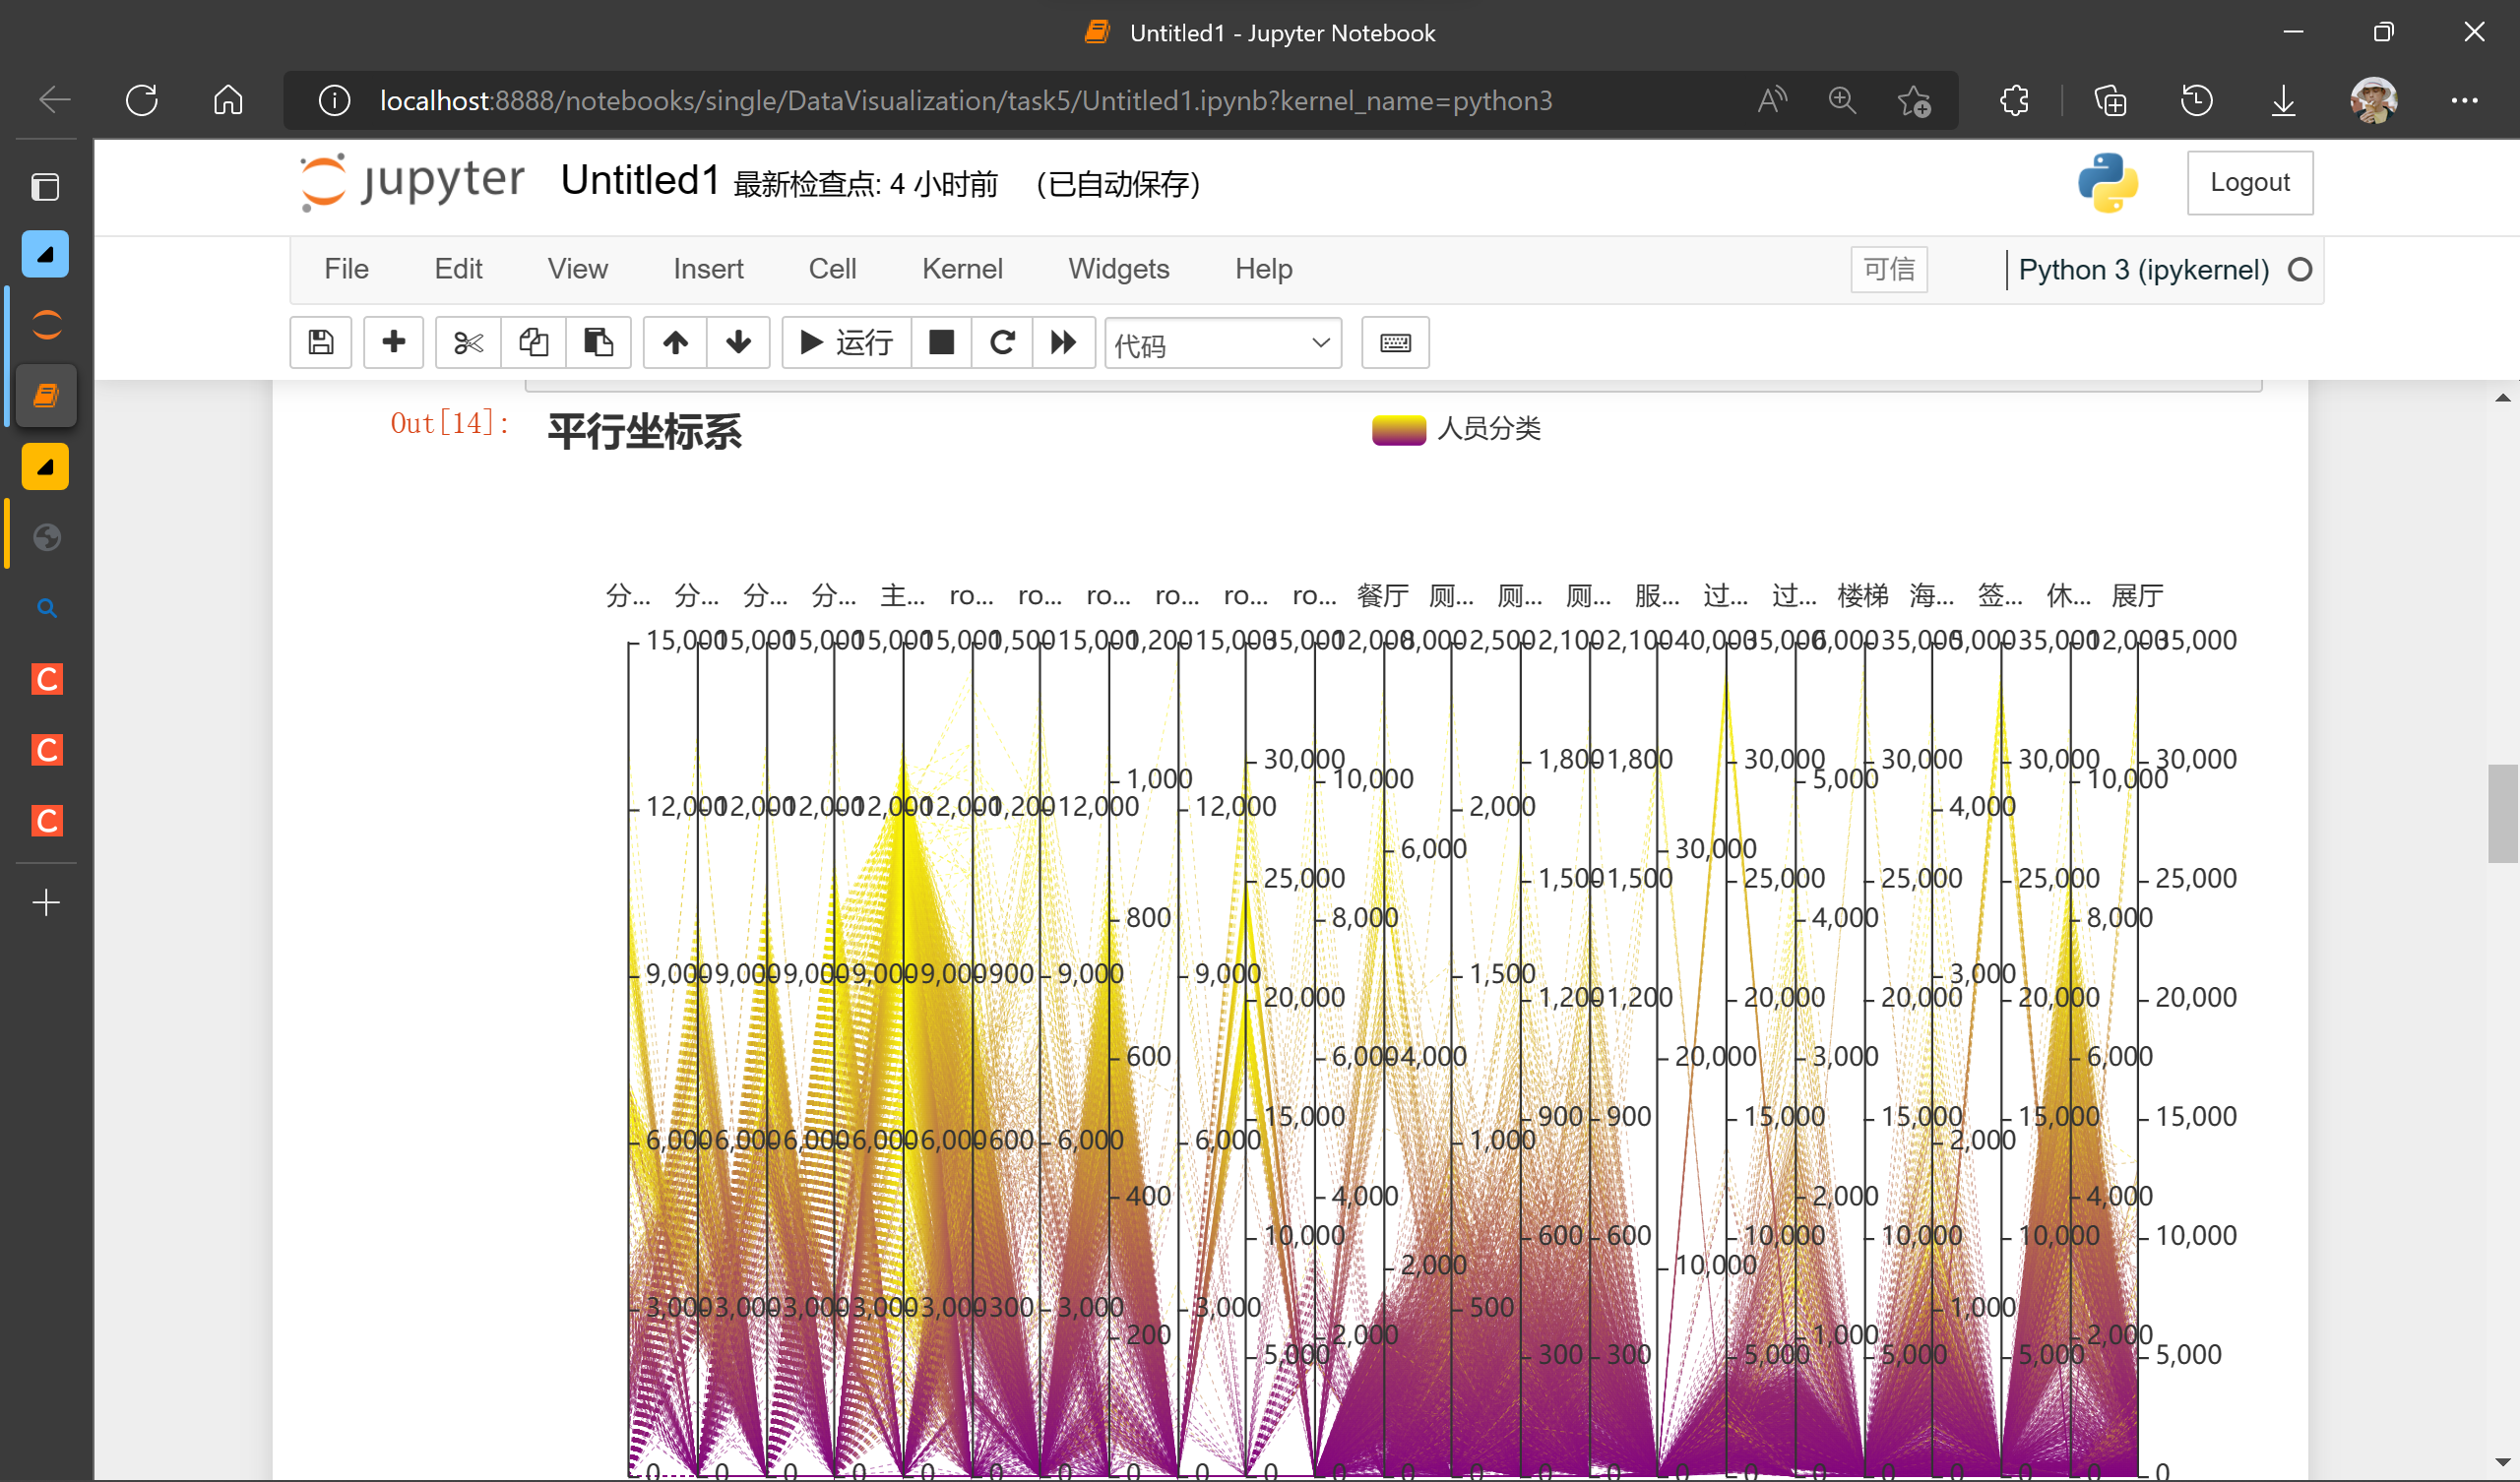 Untitled1 - Jupyter Notebook
localhost:8888/notebooks/single/DataVisualization/task5/Untitled1.ipynb?kernel_name=python3
jupyter Untitled1 最新检查点: 4 小时前 (已自动保存)
Logout
File Edit View Insert Cell Kernel Widgets Help
可信
Python 3 (ipykernel)
运行
代码
Out[14]:
平行坐标系
人员分类
分... 分... 分... 分... 主... ro... ro... ro... ro... ro... ro... 餐厅 厕... 厕... 厕... 服... 过... 过... 楼梯 海... 签... 休... 展厅
15,000 15,000 15,000 15,000 15,000 1,500 15,000 1,200 15,000 35,000 12,000 8,000 2,500 2,100 2,100 40,000 35,000 6,000 35,000 5,000 35,000 12,000 35,000
30,000 1,800 1,800 30,000 30,000 30,000 30,000
1,000 10,000 5,000 10,000
12,000 12,000 12,000 12,000 12,000 1,200 12,000 12,000 2,000 4,000
6,000 30,000
25,000 1,500 1,500 25,000 25,000 25,000 25,000
800 8,000 4,000 8,000
9,000 9,000 9,000 9,000 9,000 900 9,000 9,000 1,500 3,000
20,000 1,200 1,200 20,000 20,000 20,000 20,000
600 6,000 4,000 20,000 3,000 6,000
15,000 900 900 15,000 15,000 15,000 15,000
6,000 6,000 6,000 6,000 6,000 600 6,000 6,000 1,000 2,000
400 4,000 2,000 4,000
10,000 600 600 10,000 10,000 10,000 10,000
2,000 10,000
3,000 3,000 3,000 3,000 3,000 300 3,000 3,000 500 1,000
200 2,000 1,000 2,000
5,000 300 300 5,000 5,000 5,000 5,000
0 0 0 0 0 0 0 0 0 0 0 0 0 0 0 0 0 0 0 0 0 0 0